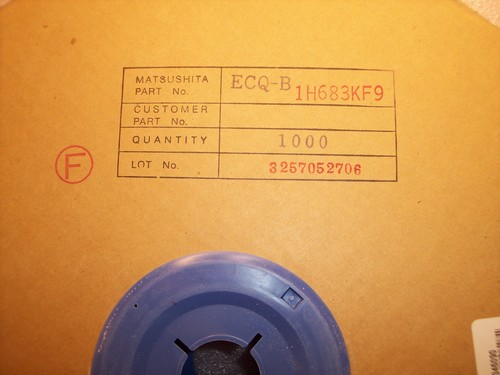 MATSUSHITA PART No. ECQ-B 1H683KF9
CUSTOMER PART No.
QUANTITY 1000
LOT No. 3257052706
F